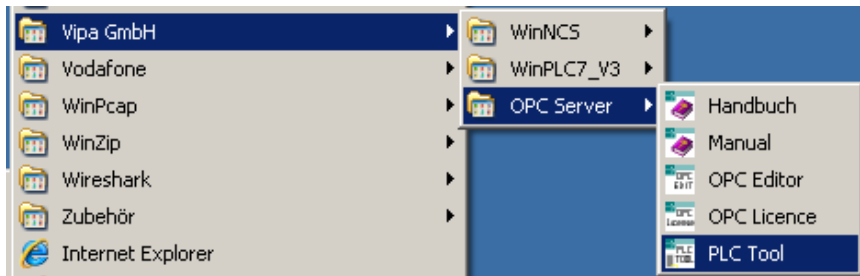 Vipa GmbH
Vodafone
WinPcap
WinZip
Wireshark
Zubehör
Internet Explorer
WinNCS
WinPLC7_V3
OPC Server
Handbuch
Manual
OPC Editor
OPC Licence
PLC Tool